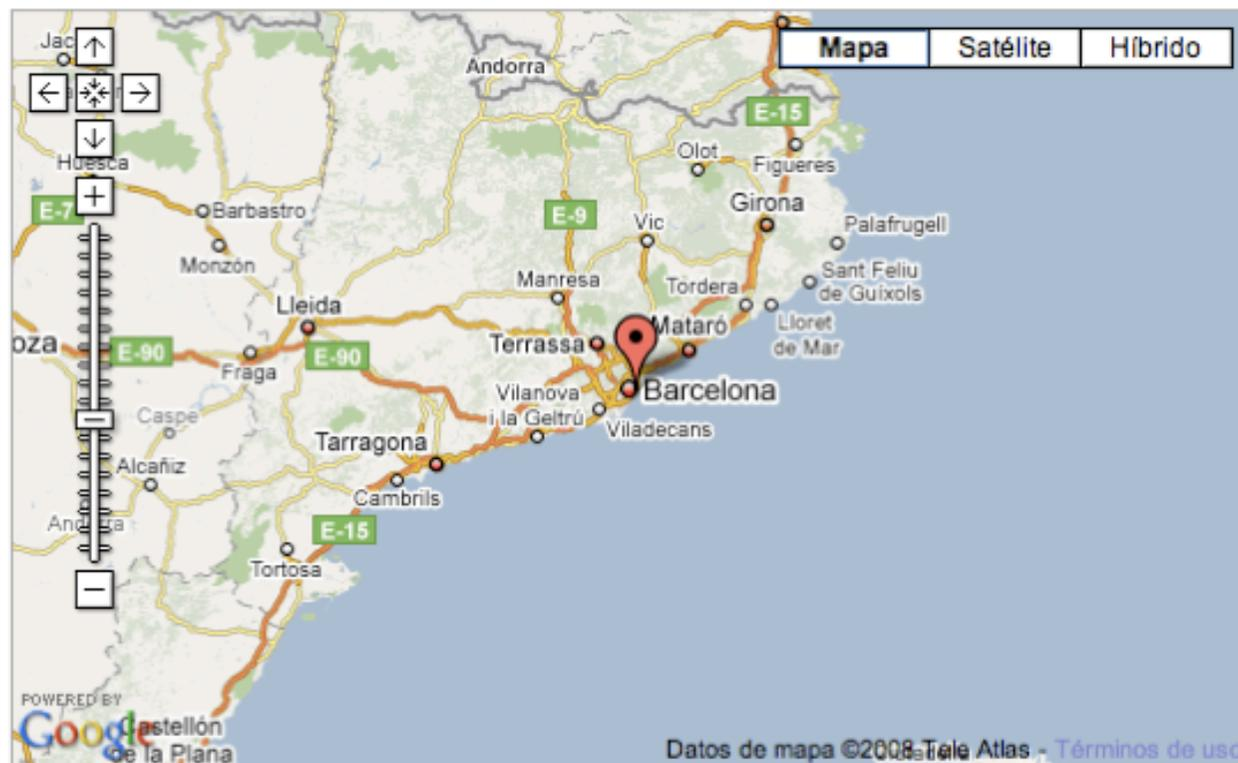 Jac
Andorra
Mapa
Satélite
Híbrido
E-15
Huesca
Olot
Figueres
E-7
Barbastro
E-9
Vic
Girona
Palafrugell
Monzón
Manresa
Tordera
Sant Feliu
de Guíxols
Lleida
Mataró
Lloret
de Mar
oza
E-90
E-90
Terrassa
Fraga
Vilanova
i la Geltrú
Barcelona
Caspe
Viladecans
Tarragona
Alcañiz
Cambrils
Andorra
E-15
Tortosa
POWERED BY
Google
Castellón
de la Plana
Datos de mapa ©2008 Tele Atlas - Términos de uso